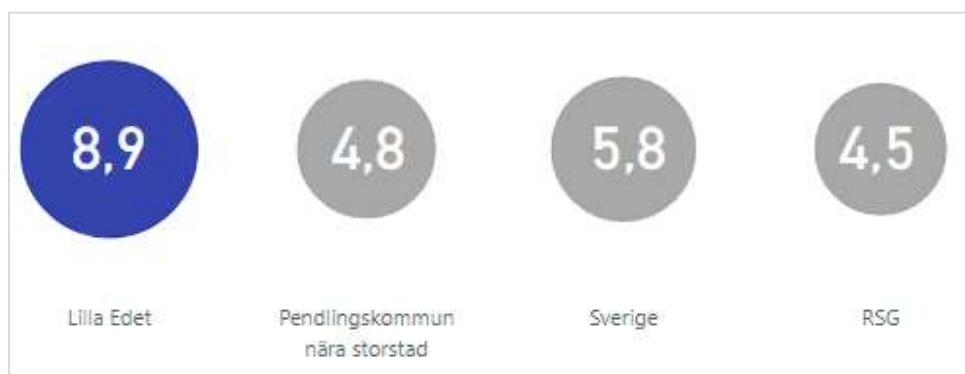 8,9
4,8
5,8
4,5
Lilla Edet
Pendlingskommun
nära storstad
Sverige
RSG